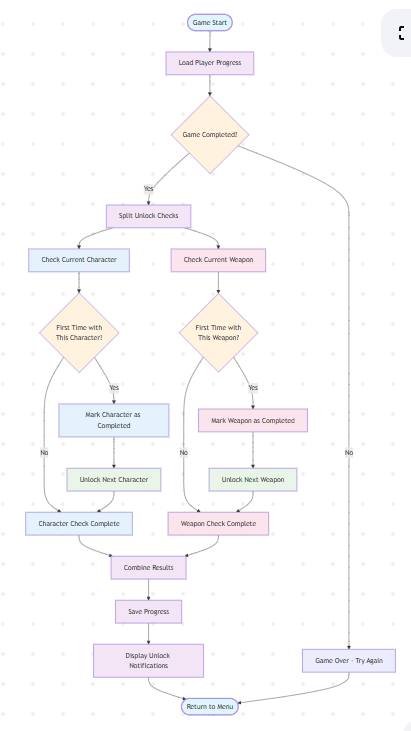 Game Start
Load Player Progress
Game Completed?
Yes
Split Unlock Checks
Check Current Character
Check Current Weapon
First Time with
This Character?
First Time with
This Weapon?
Yes
Yes
Mark Character as
Completed
Mark Weapon as Completed
No
No
No
Unlock Next Character
Unlock Next Weapon
Character Check Complete
Weapon Check Complete
Combine Results
Save Progress
Display Unlock
Notifications
Game Over - Try Again
Return to Menu